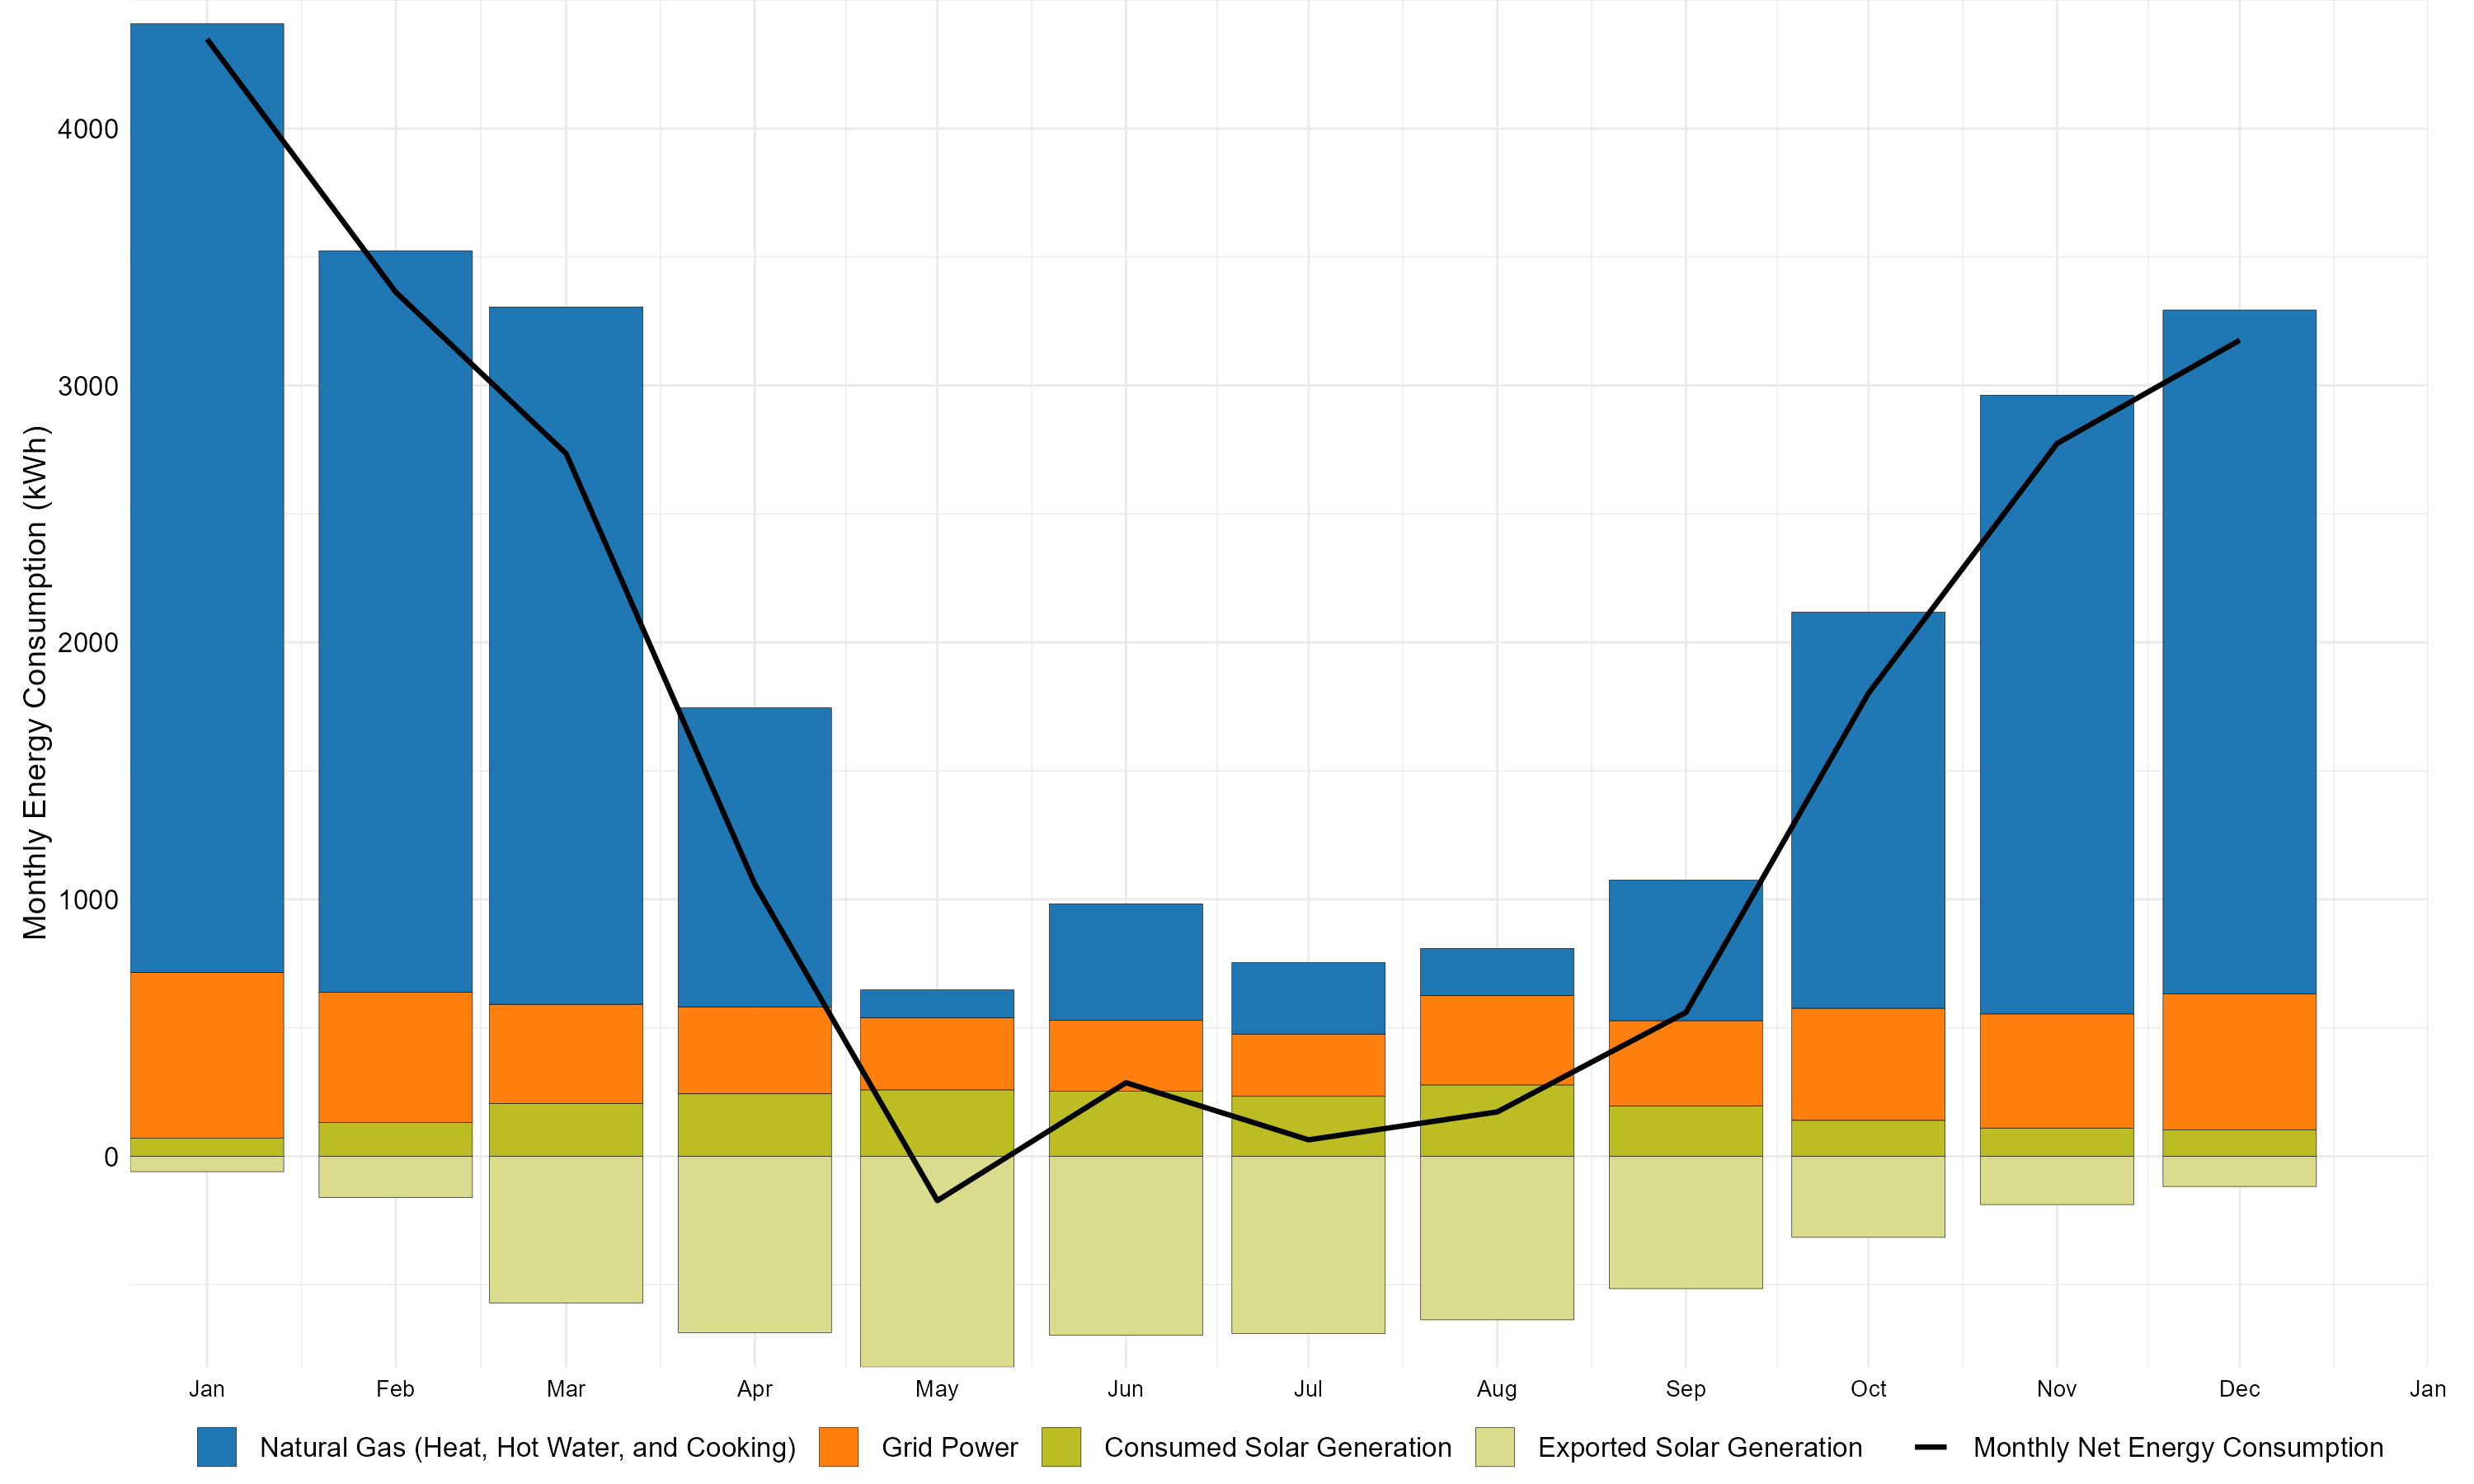 Monthly Energy Consumption (kWh)
4000
3000
2000
1000
0
Jan Feb Mar Apr May Jun Jul Aug Sep Oct Nov Dec Jan
Natural Gas (Heat, Hot Water, and Cooking) Grid Power Consumed Solar Generation Exported Solar Generation Monthly Net Energy Consumption